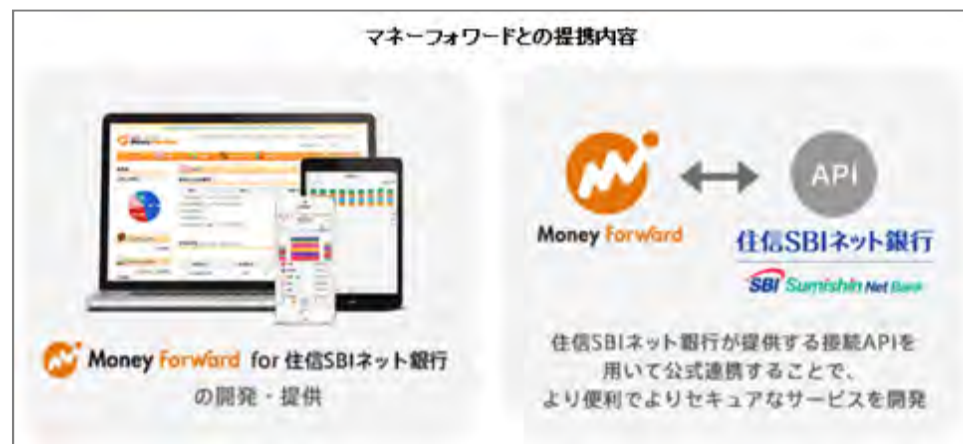 マネーフォワードとの提携内容
Money Forward for 住信SBIネット銀行
の開発・提供
API
Money Forward
住信SBIネット銀行
SBI Sumishin Net Bank
住信SBIネット銀行が提供する接続APIを
用いて公式連携することで、
より便利でよりセキュアなサービスを開発